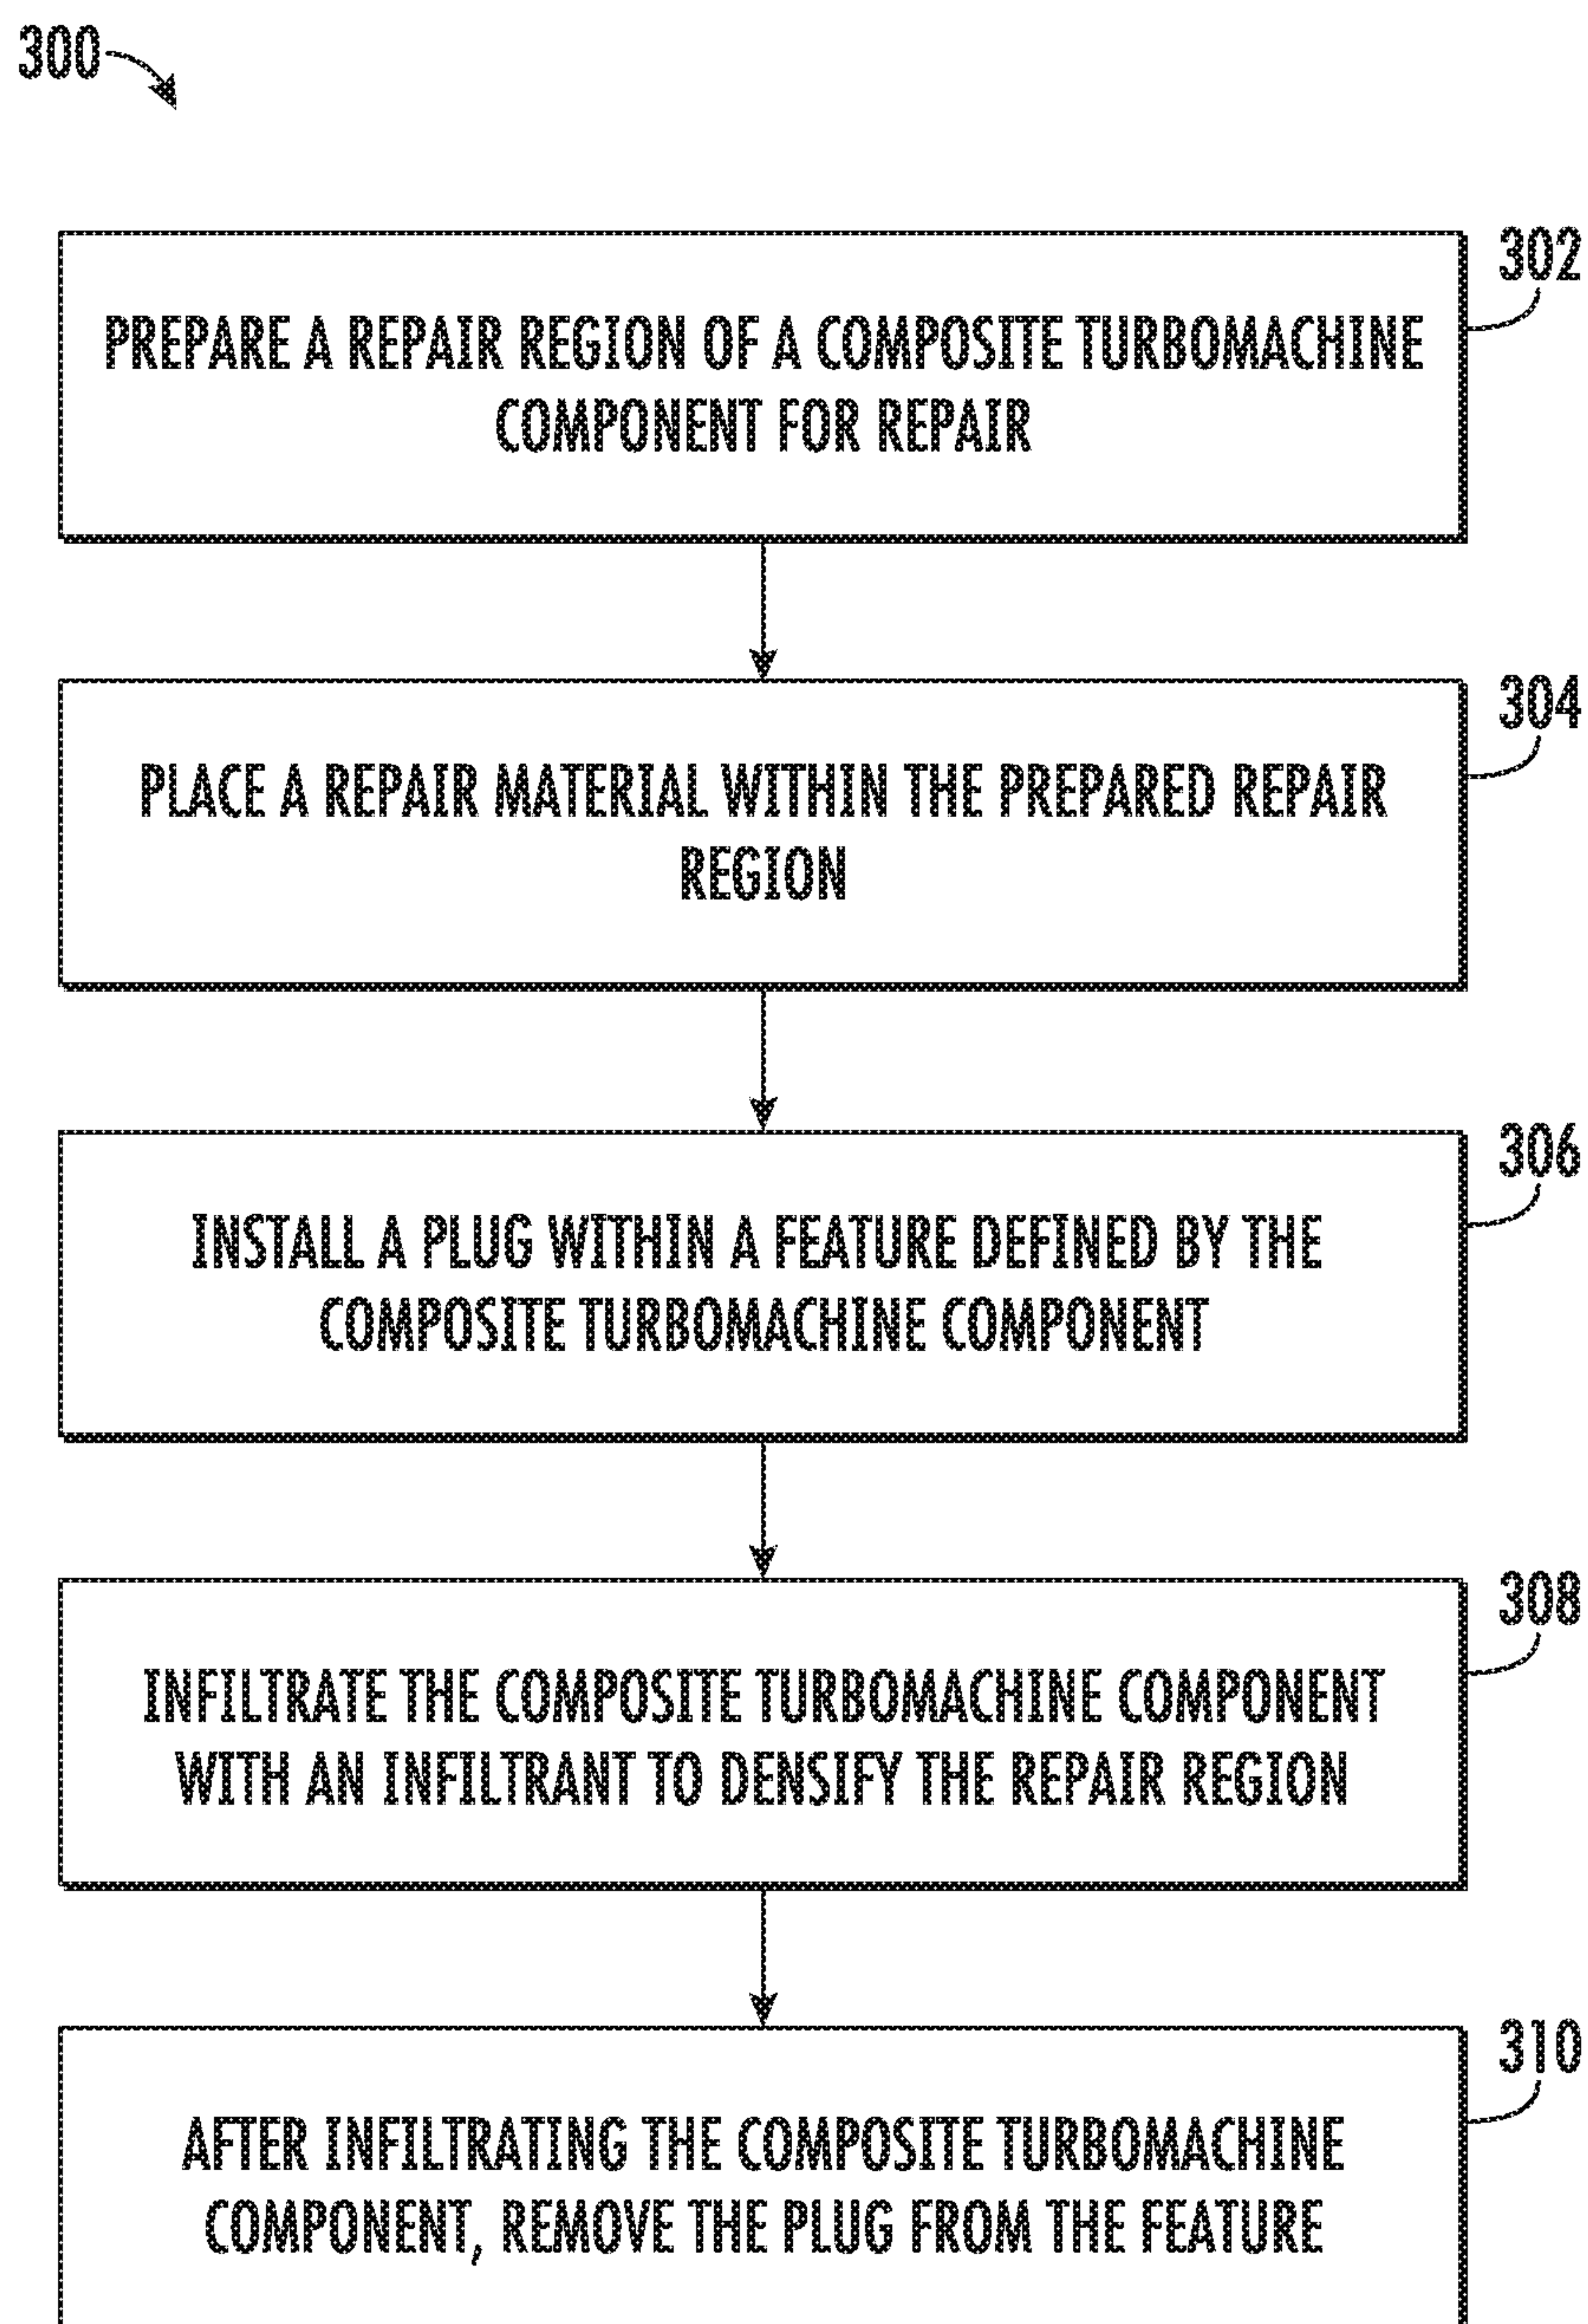 300
302
PREPARE A REPAIR REGION OF A COMPOSITE TURBOMACHINE
COMPONENT FOR REPAIR
304
PLACE A REPAIR MATERIAL WITHIN THE PREPARED REPAIR
REGION
306
INSTALL A PLUG WITHIN A FEATURE DEFINED BY THE
COMPOSITE TURBOMACHINE COMPONENT
308
INFILTRATE THE COMPOSITE TURBOMACHINE COMPONENT
WITH AN INFILTRANT TO DENSIFY THE REPAIR REGION
310
AFTER INFILTRATING THE COMPOSITE TURBOMACHINE
COMPONENT, REMOVE THE PLUG FROM THE FEATURE